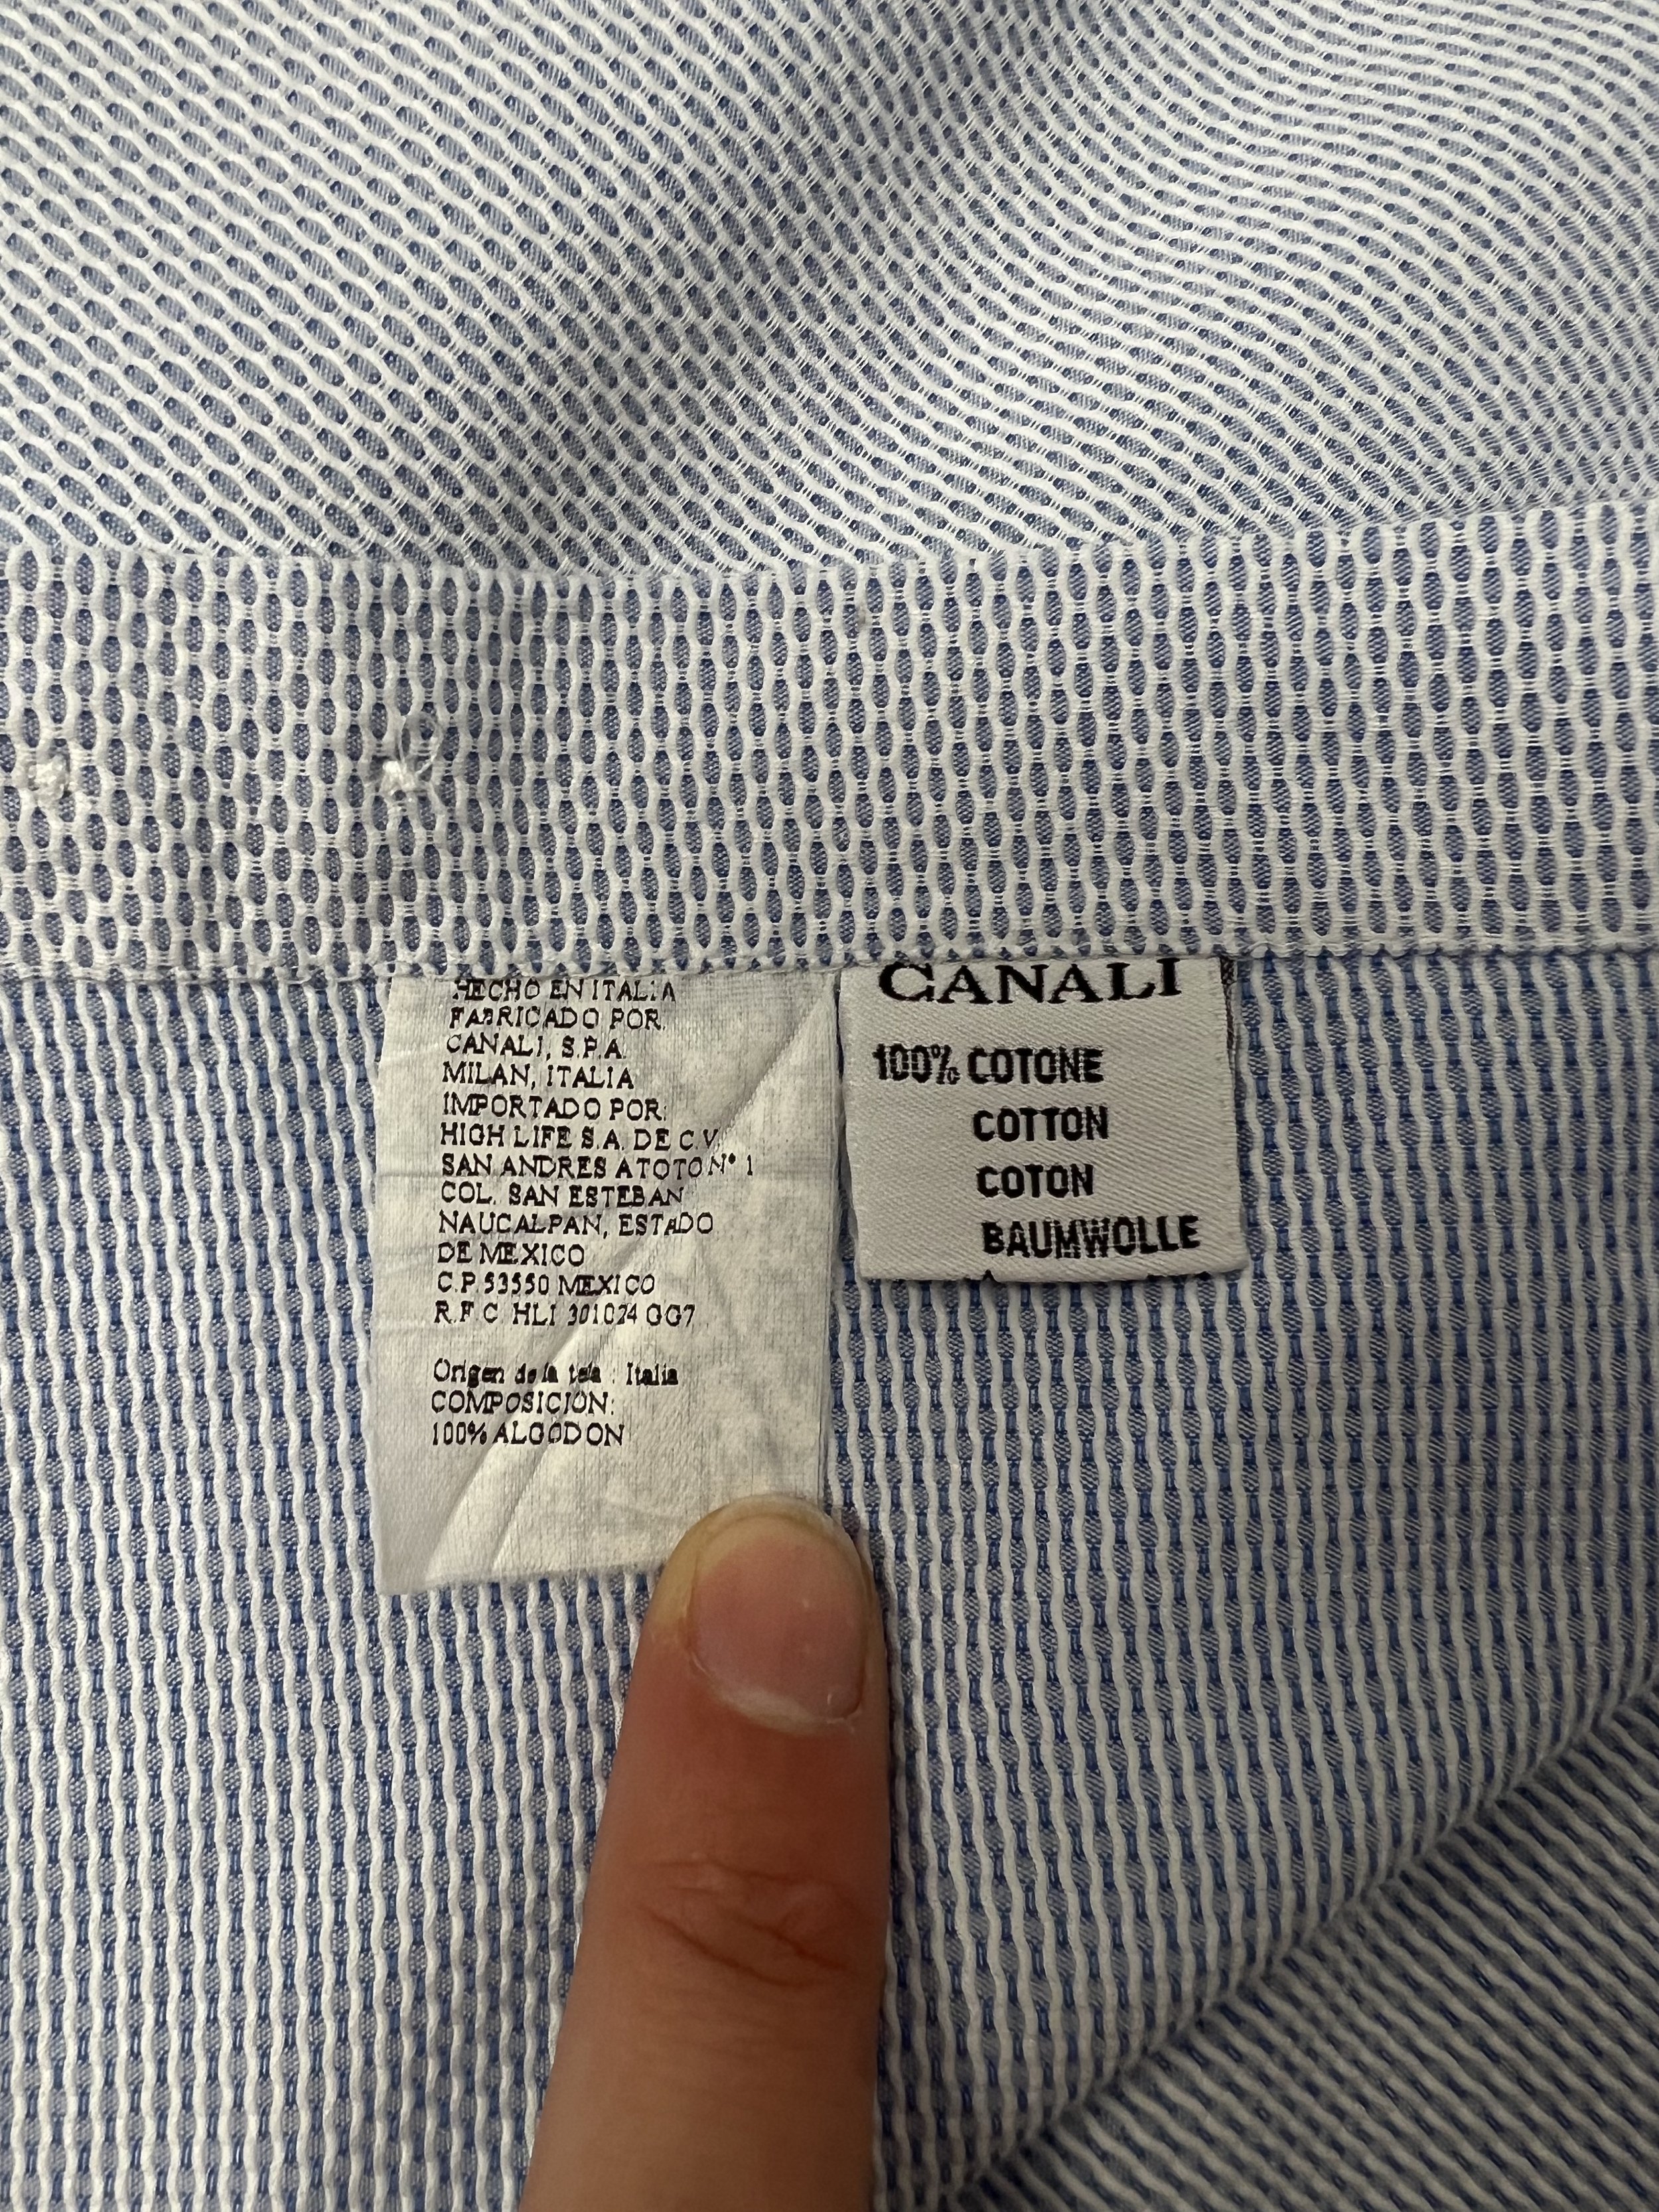 HECHO EN ITALIA
FABRICADO POR
CANALI, S.P.A.
MILAN, ITALIA
IMPORTADO POR:
HIGH LIFE S.A. DE C.V.
SAN ANDRES ATOTO Nº 1
COL. SAN ESTEBAN
NAUCALPAN, ESTADO
DE MEXICO
C.P. 53550 MEXICO
R.F.C. HLI 301024 GG7
Origen de la tela : Italia
COMPOSICIÓN:
100% ALGODON
CANALI
100% COTONE
COTTON
COTON
BAUMWOLLE